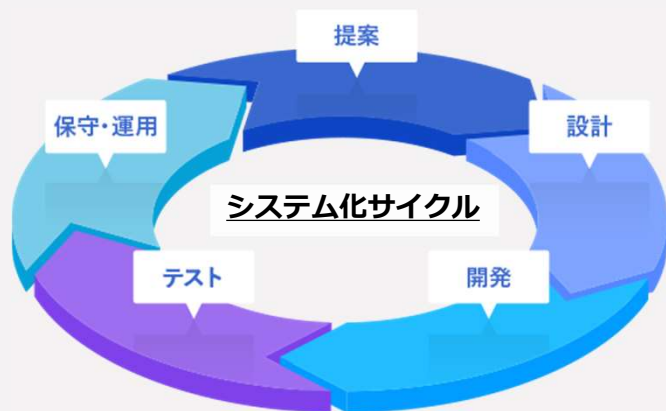 提案
保守・運用
設計
システム化サイクル
テスト
開発